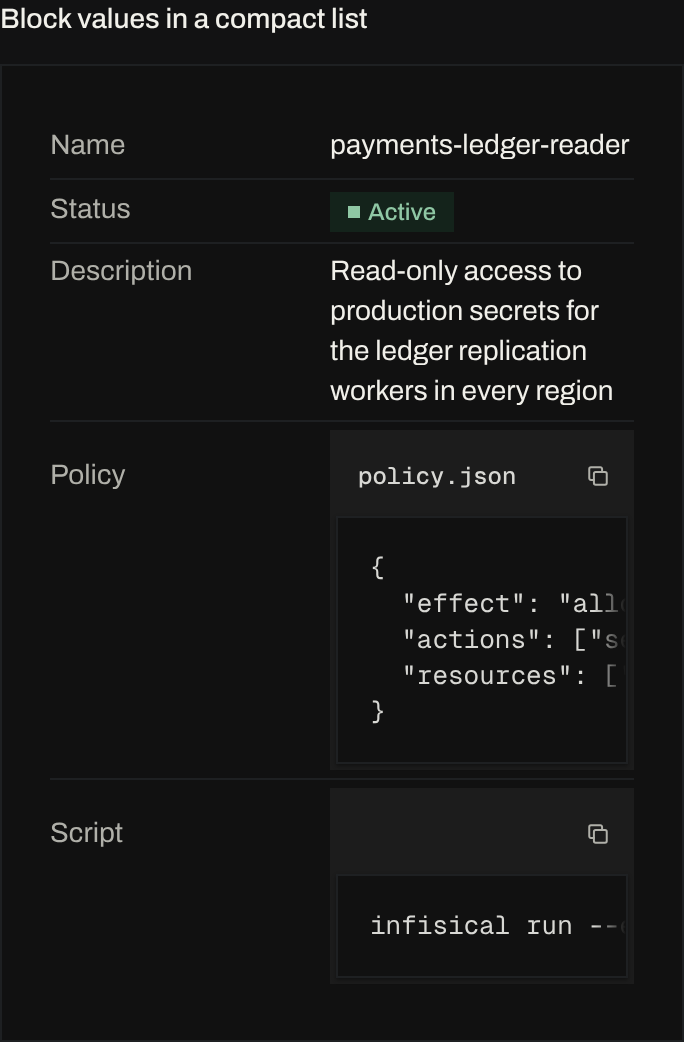 Block values in a compact list
Name
payments-ledger-reader
Status
Active
Description
Read-only access to
production secrets for
the ledger replication
workers in every region
Policy
policy.json
{
"effect": "all
"actions": ["s
"resources": [
}
Script
infisical run --